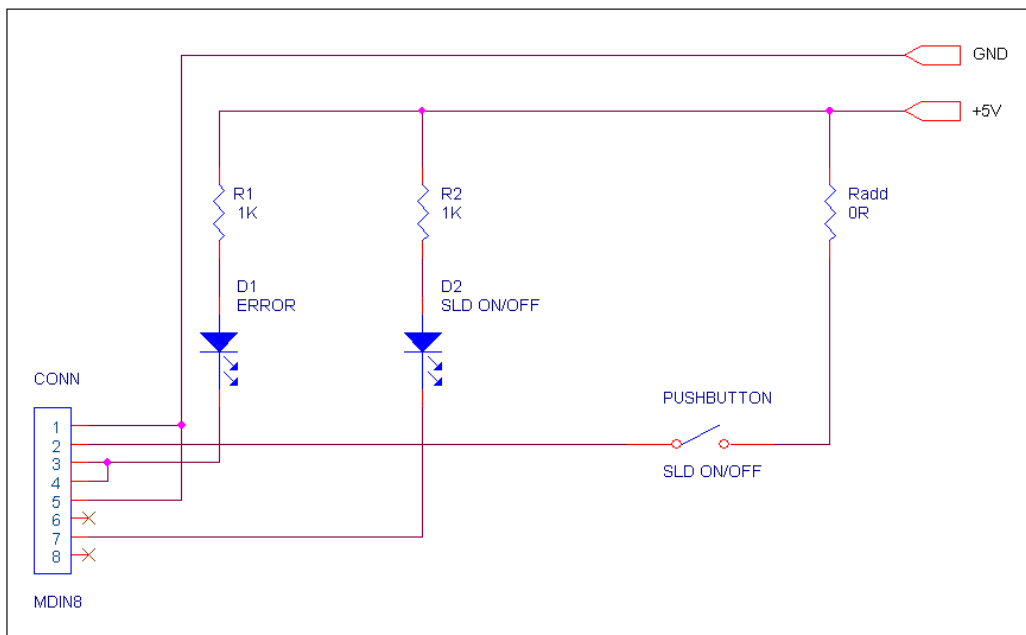 GND
+5V
R1
1K
R2
1K
Radd
0R
D1
ERROR
D2
SLD ON/OFF
CONN
PUSHBUTTON
1
2
3
4
5
6
7
8
SLD ON/OFF
MDIN8